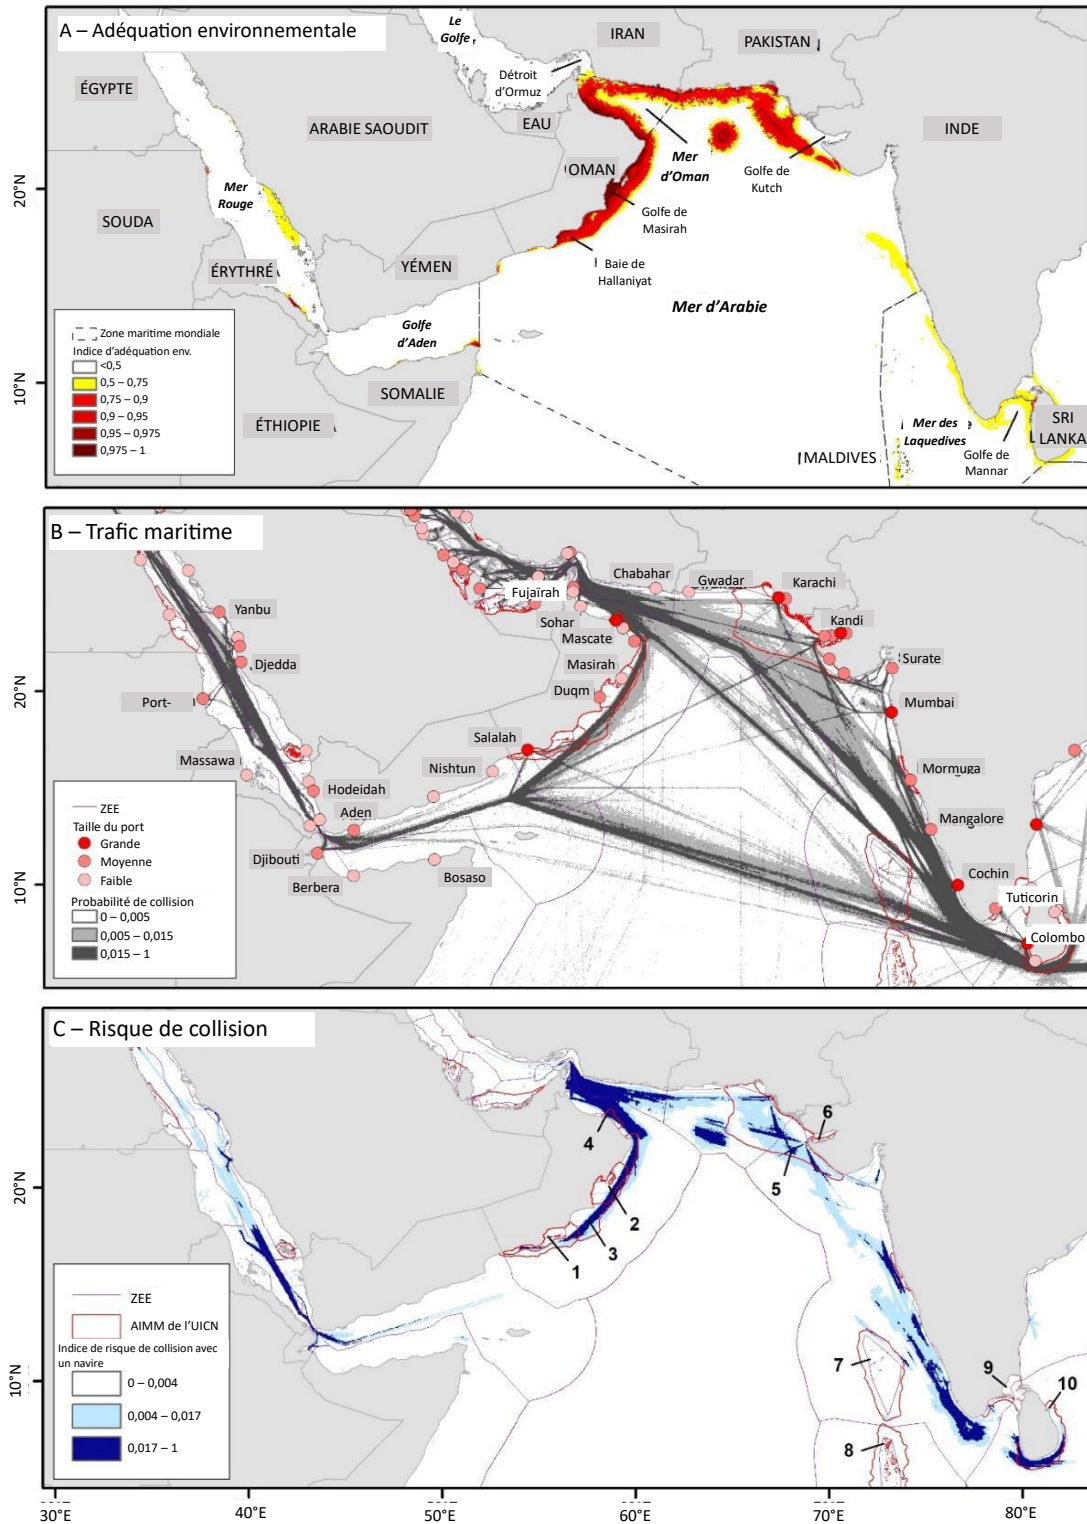 A – Adéquation environnementale
Le
Golfe
IRAN
PAKISTAN
ÉGYPTE
Détroit
d'Ormuz
ARABIE SAOUDIT
EAU
INDE
OMAN
Mer
d'Oman
Golfe de
Kutch
20°N
Mer
Rouge
SOUDA
Golfe de
Masirah
ÉRYTHRÉ
YÉMEN
Baie de
Hallaniyat
Mer d'Arabie
Zone maritime mondiale
Indice d'adéquation env.
<0,5
0,5 – 0,75
0,75 – 0,9
0,9 – 0,95
0,95 – 0,975
0,975 – 1
Golfe
d'Aden
10°N
SOMALIE
ÉTHIOPIE
MALDIVES
Mer des
Laquedives
Golfe de
Mannar
SRI
LANKA
B – Trafic maritime
Chabahar
Gwadar
Karachi
Yanbu
Fujaïrah
Sohar
Kandi
Mascate
Djedda
Masirah
Surate
20°N
Port-
Duqm
Mumbai
Salalah
Massawa
Nishtun
Mormuga
Hodeidah
ZEE
Taille du port
Grande
Moyenne
Faible
Probabilité de collision
0 – 0,005
0,005 – 0,015
0,015 – 1
Aden
Mangalore
Djibouti
Berbera
Bosaso
10°N
Cochin
Tuticorin
Colombo
C – Risque de collision
6
4
5
20°N
2
3
1
ZEE
AIMM de l'UICN
Indice de risque de collision avec
un navire
0 – 0,004
0,004 – 0,017
0,017 – 1
7
9
10
10°N
8
30°E
40°E
50°E
60°E
70°E
80°E